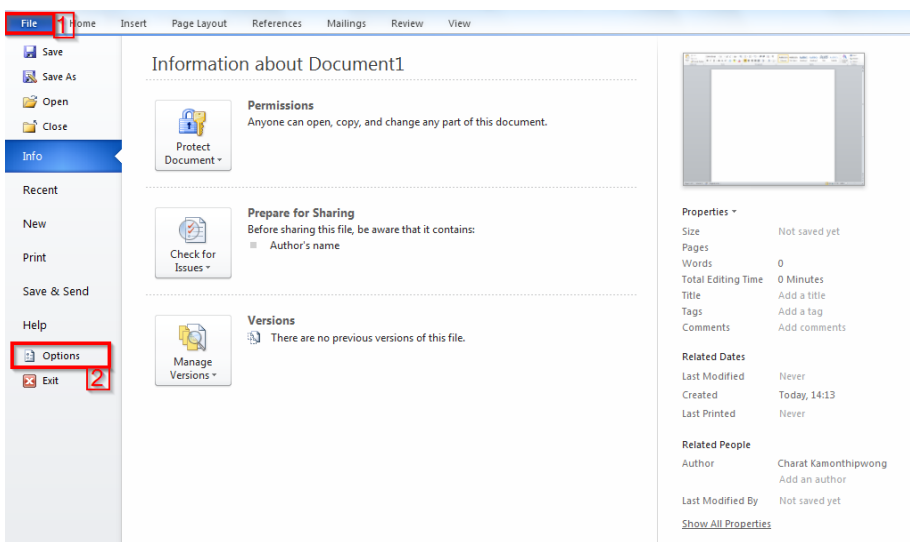 File 1 Home Insert Page Layout References Mailings Review View
Save
Save As
Open
Close
Info
Recent
New
Print
Save & Send
Help
Options
2
Exit
Information about Document1
Protect
Document
Permissions
Anyone can open, copy, and change any part of this document.
Check for
Issues
Prepare for Sharing
Before sharing this file, be aware that it contains:
Author's name
Manage
Versions
Versions
There are no previous versions of this file.
Properties
Size Not saved yet
Pages
Words 0
Total Editing Time 0 Minutes
Title Add a title
Tags Add a tag
Comments Add comments
Related Dates
Last Modified Never
Created Today, 14:13
Last Printed Never
Related People
Author Charat Kamonthipwong
Add an author
Last Modified By Not saved yet
Show All Properties